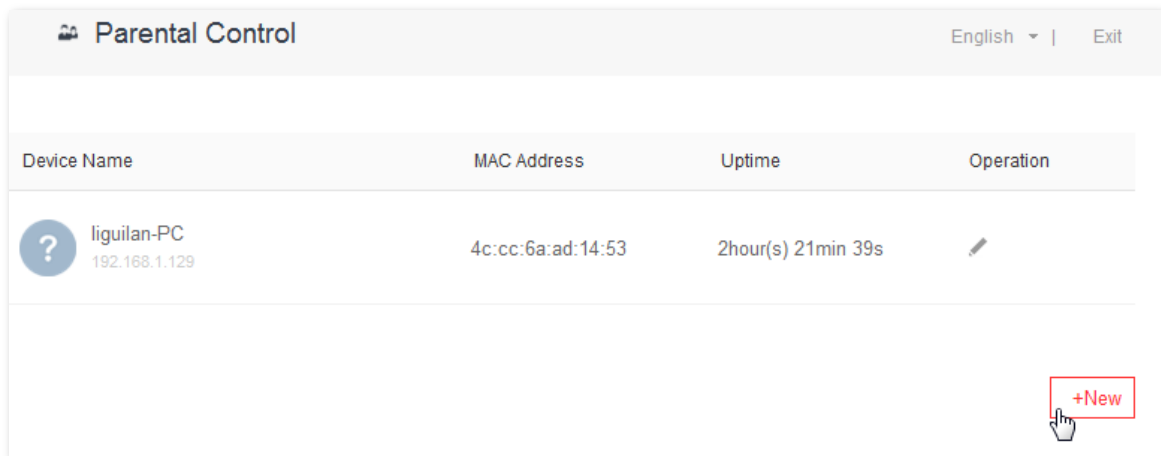 Parental Control
English | Exit
Device Name MAC Address Uptime Operation
? liguilan-PC 4c:cc:6a:ad:14:53 2hour(s) 21min 39s
192.168.1.129
+New